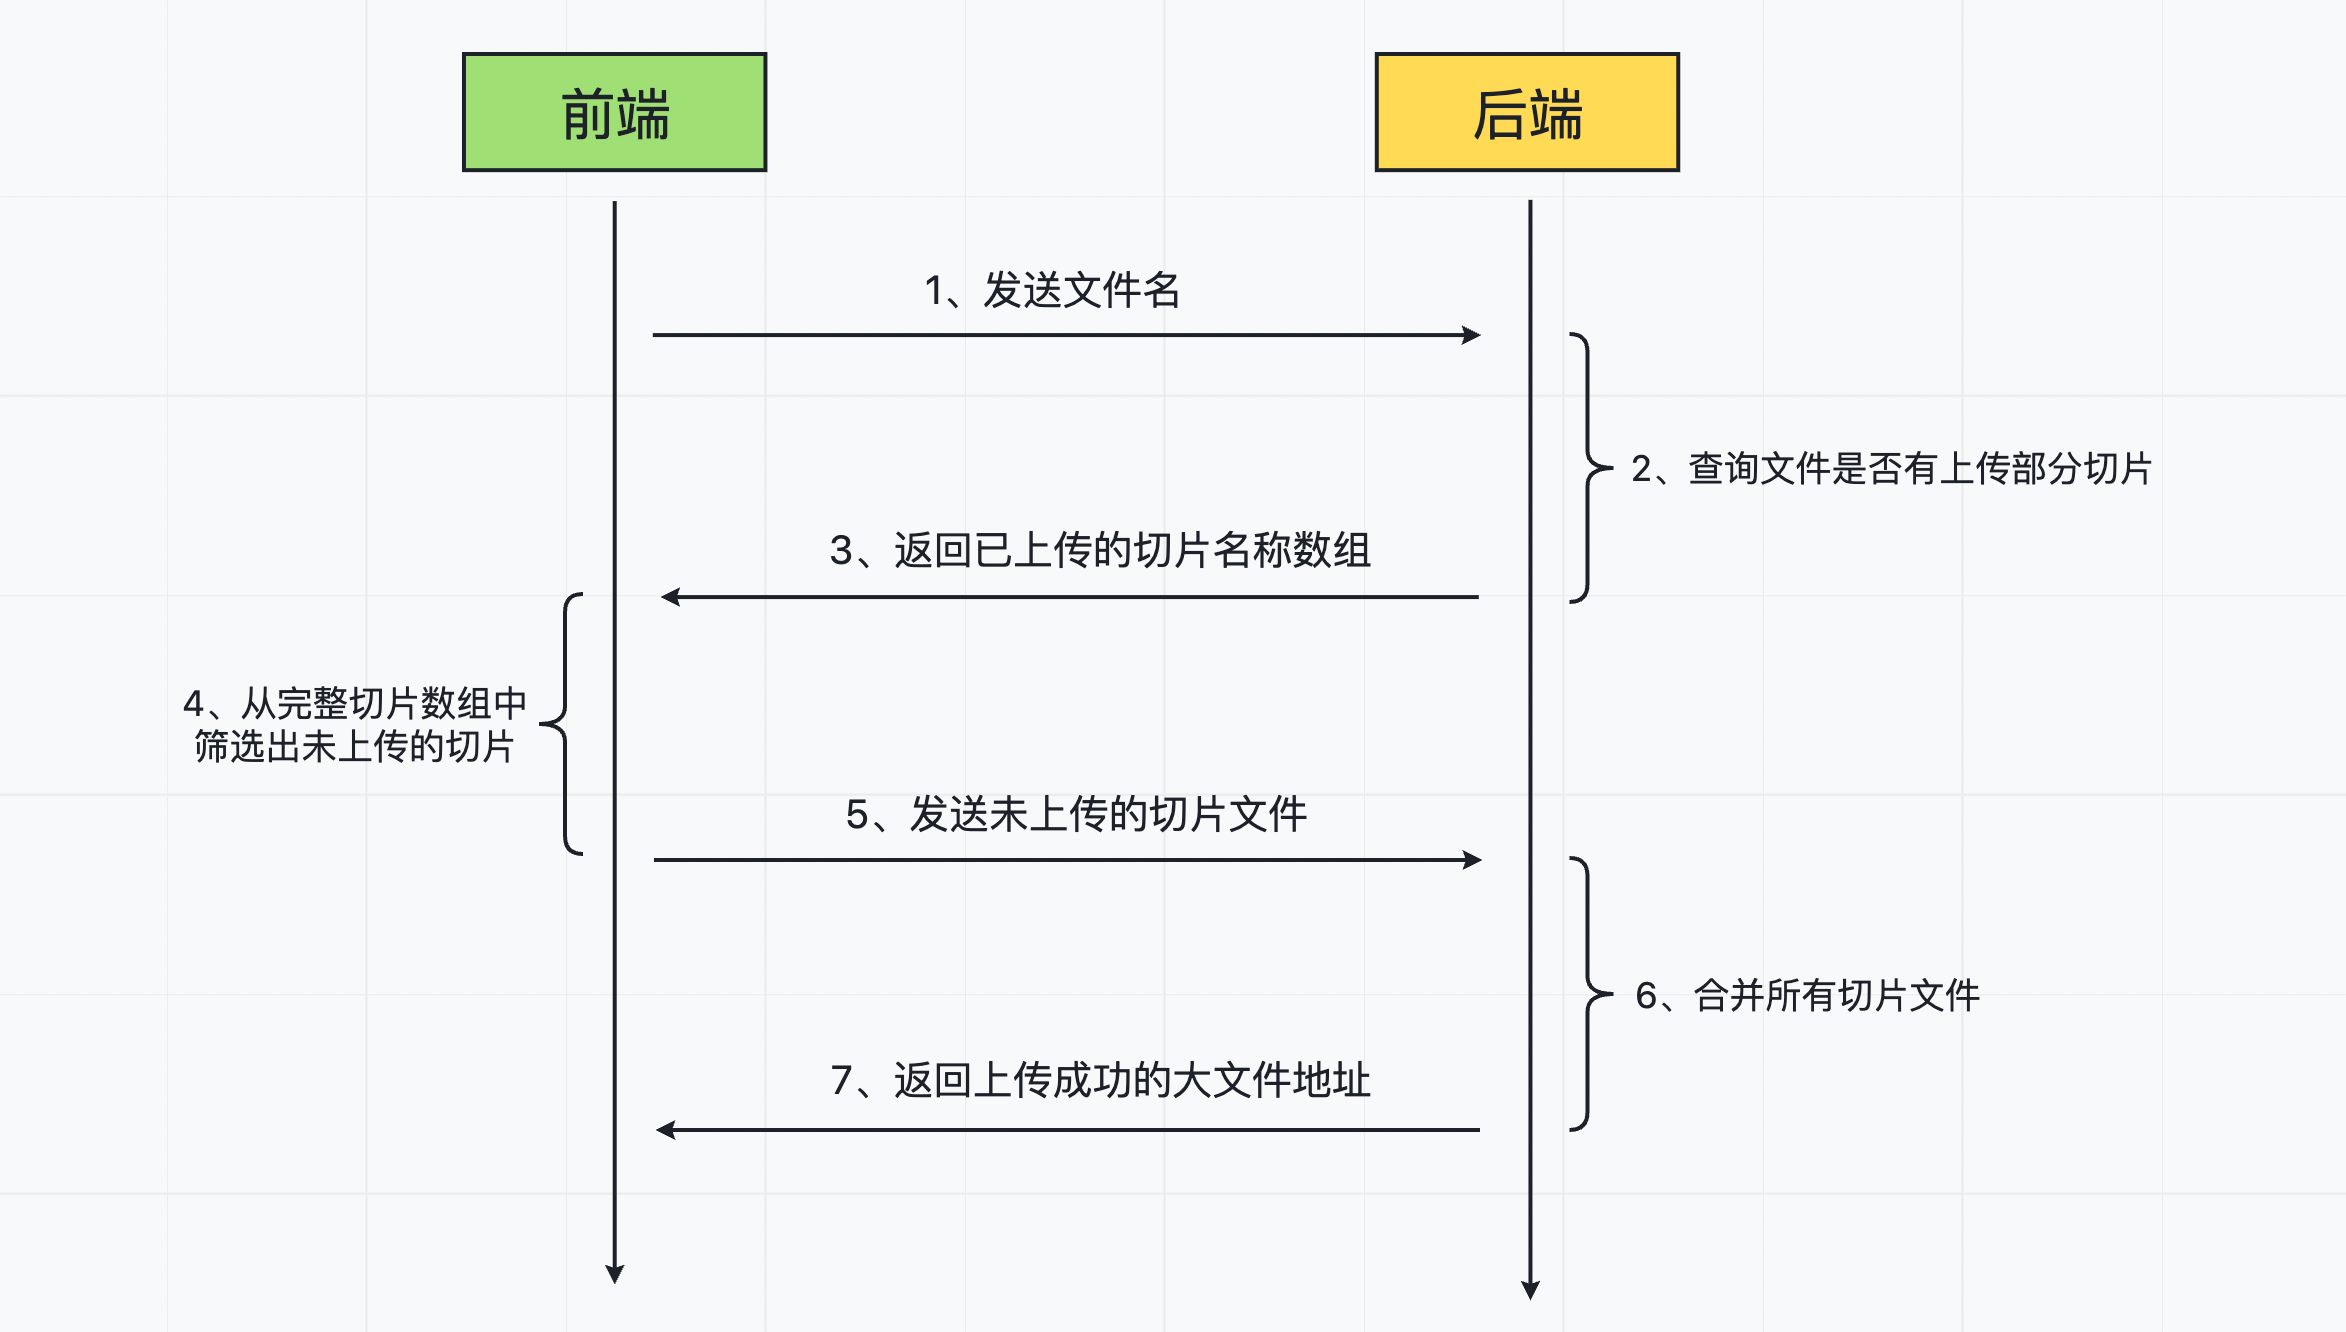 前端
后端
1、发送文件名
2、查询文件是否有上传部分切片
3、返回已上传的切片名称数组
4、从完整切片数组中
筛选出未上传的切片
5、发送未上传的切片文件
6、合并所有切片文件
7、返回上传成功的大文件地址